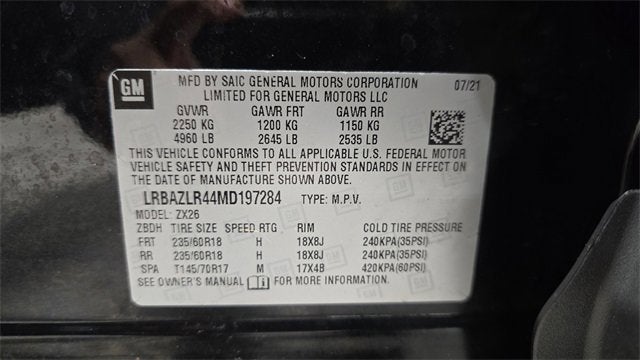 GM
MFD BY SAIC GENERAL MOTORS CORPORATION 07/21
LIMITED FOR GENERAL MOTORS LLC
GVWR GAWR FRT GAWR RR
2250 KG 1200 KG 1150 KG
4960 LB 2645 LB 2535 LB
THIS VEHICLE CONFORMS TO ALL APPLICABLE U.S. FEDERAL MOTOR
VEHICLE SAFETY AND THEFT PREVENTION STANDARDS IN EFFECT ON
THE DATE OF MANUFACTURE SHOWN ABOVE.
LRBAZLR44MD197284 TYPE: M.P.V.
MODEL: ZX26
ZBDH TIRE SIZE SPEED RTG RIM COLD TIRE PRESSURE
FRT 235/60R18 H 18X8J 240KPA(35PSI)
RR 235/60R18 H 18X8J 240KPA(35PSI)
SPA T145/70R17 M 17X4B 420KPA(60PSI)
SEE OWNER'S MANUAL FOR MORE INFORMATION.